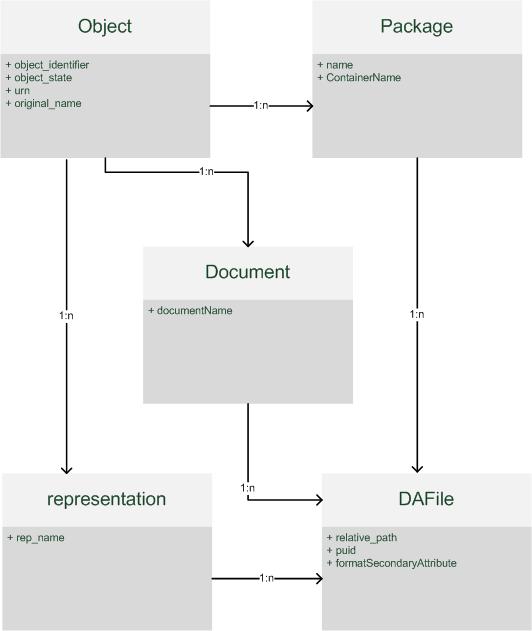 Object
+ object_identifier
+ object_state
+ urn
+ original_name
Package
+ name
+ ContainerName
1:n
1:n
Document
+ documentName
1:n
1:n
1:n
representation
+ rep_name
DAFile
+ relative_path
+ puid
+ formatSecondaryAttribute
1:n